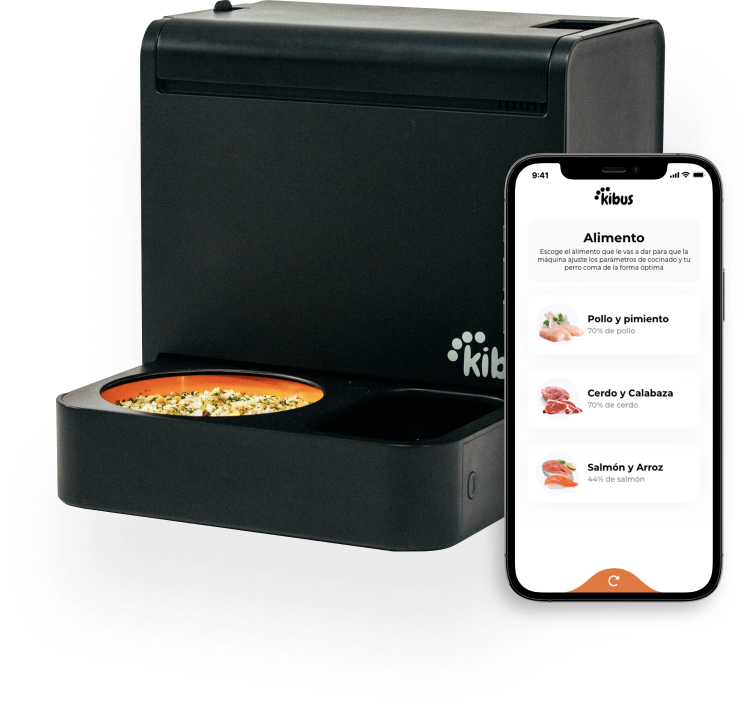 kib
9:41
kibus
Alimento
Escoge el alimento que le vas a dar para que la
máquina ajuste los parámetros de cocinado y tu
perro coma de la forma óptima
Pollo y pimiento
70% de pollo
Cerdo y Calabaza
70% de cerdo
Salmón y Arroz
44% de salmón